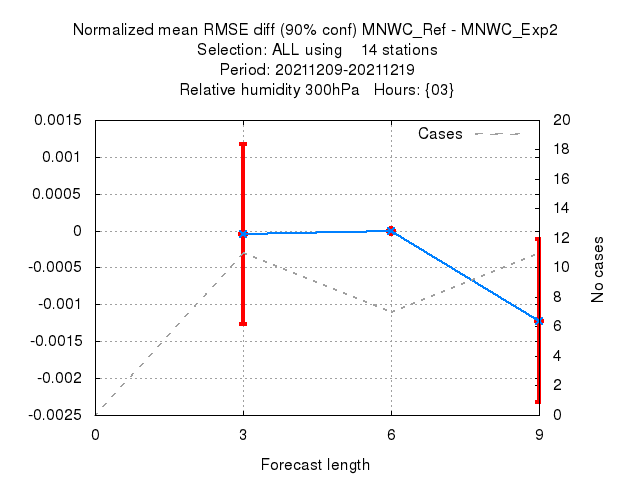 Normalized mean RMSE diff (90% conf) MNWC_Ref - MNWC_Exp2
Selection: ALL using 14 stations
Period: 20211209-20211219
Relative humidity 300hPa Hours: {03}
0.0015
0.001
0.0005
0
-0.0005
-0.001
-0.0015
-0.002
-0.0025
Cases
20
18
16
14
12
10
8
6
4
2
0
No cases
0 3 6 9
Forecast length